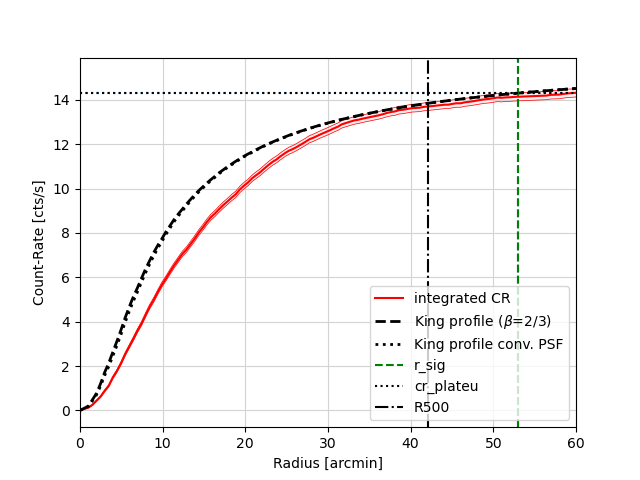 14
12
10
8
6
4
2
0
Count-Rate [cts/s]
integrated CR
King profile (β=2/3)
King profile conv. PSF
r_sig
cr_plateu
R500
0 10 20 30 40 50 60
Radius [arcmin]